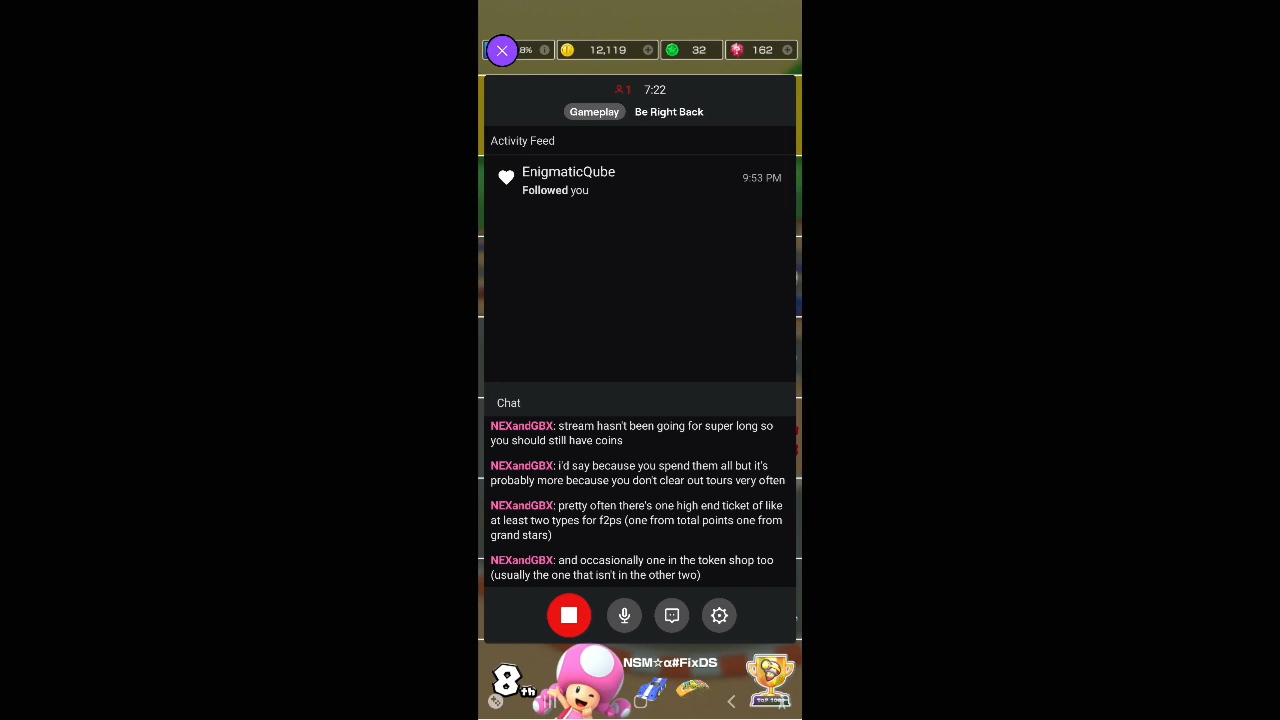 8% i 12,119 32 162
1 7:22
Gameplay Be Right Back
Activity Feed
EnigmaticQube
Followed you
9:53 PM
Chat
NEXandGBX: stream hasn't been going for super long so
you should still have coins
NEXandGBX: i'd say because you spend them all but it's
probably more because you don't clear out tours very often
NEXandGBX: pretty often there's one high end ticket of like
at least two types for f2ps (one from total points one from
grand stars)
NEXandGBX: and occasionally one in the token shop too
(usually the one that isn't in the other two)
8th
NSM☆α#FixDS